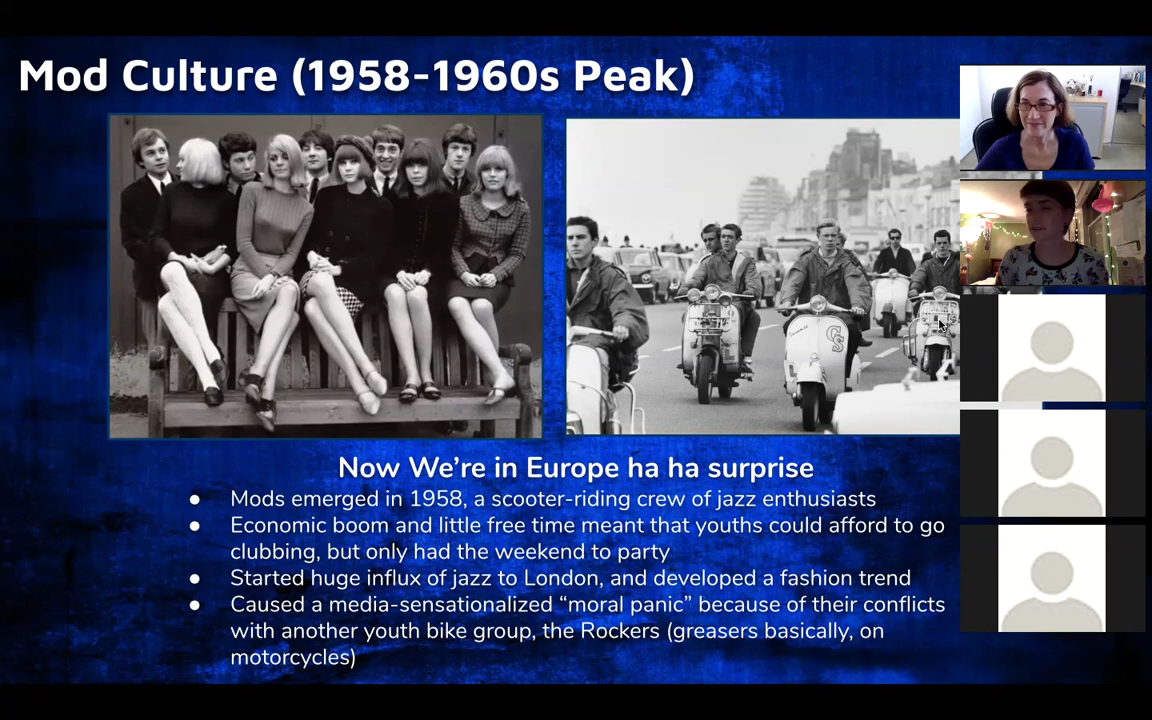 Mod Culture (1958-1960s Peak)
GS
Now We’re in Europe ha ha surprise
● Mods emerged in 1958, a scooter-riding crew of jazz enthusiasts
● Economic boom and little free time meant that youths could afford to go
clubbing, but only had the weekend to party
● Started huge influx of jazz to London, and developed a fashion trend
● Caused a media-sensationalized “moral panic” because of their conflicts
with another youth bike group, the Rockers (greasers basically, on
motorcycles)